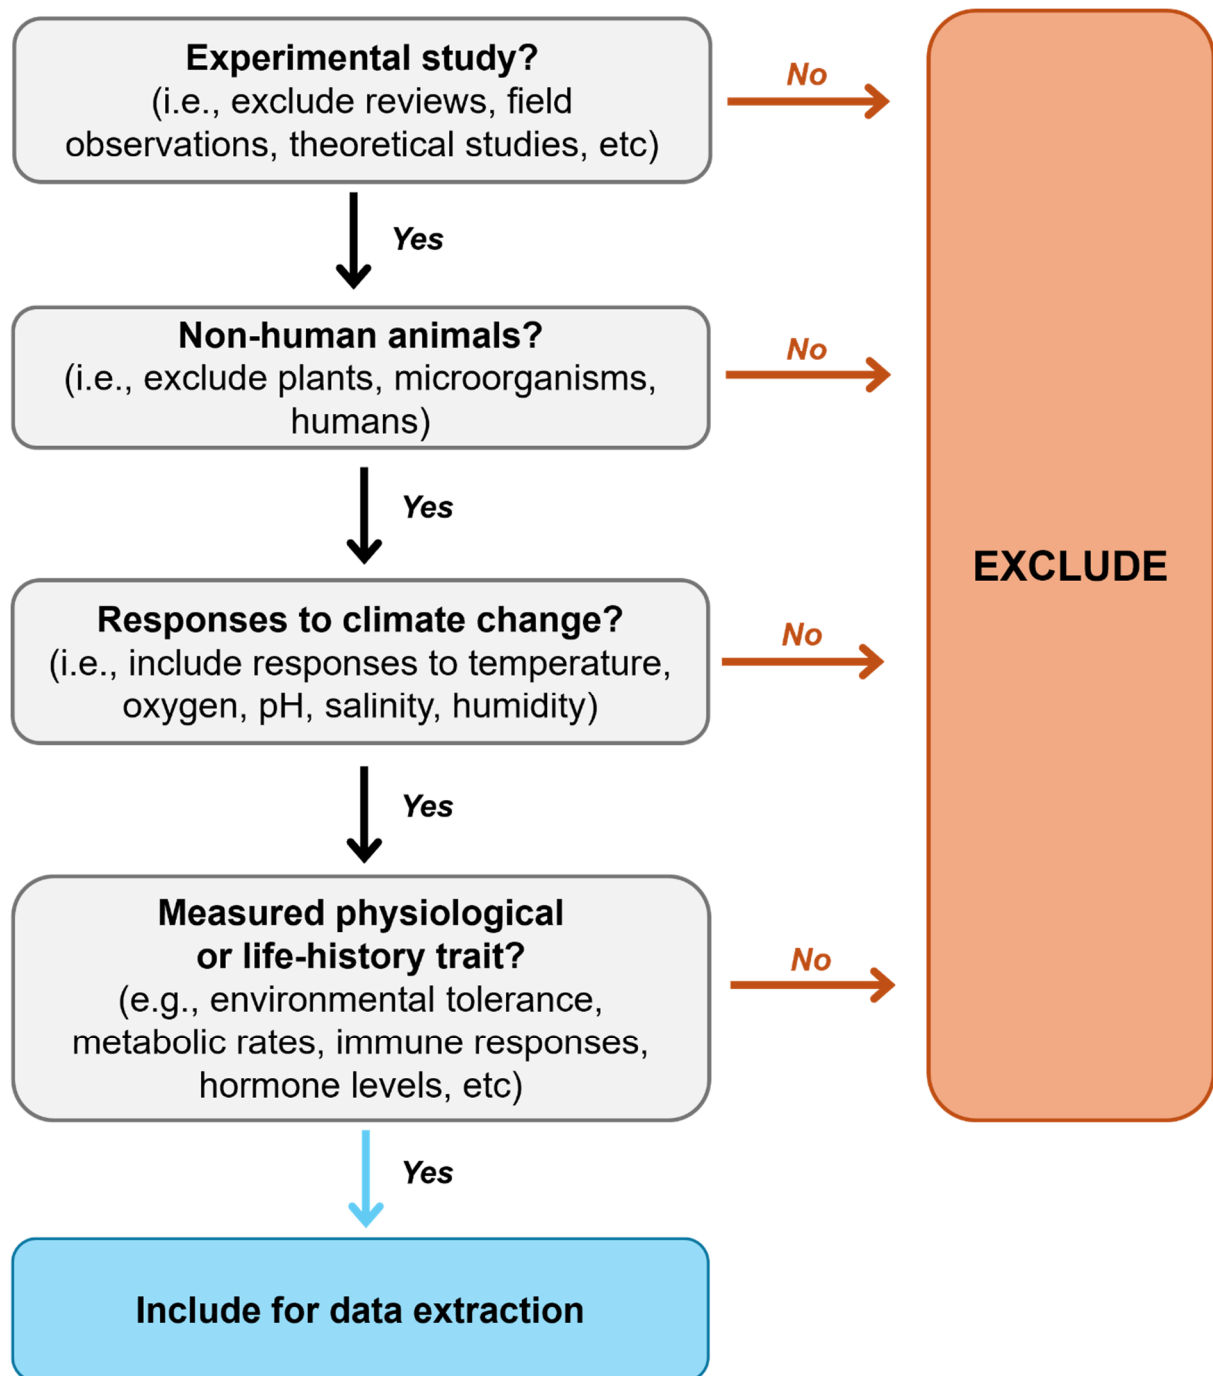 Experimental study?
(i.e., exclude reviews, field
observations, theoretical studies, etc)
No
Yes
Non-human animals?
(i.e., exclude plants, microorganisms,
humans)
No
Yes
EXCLUDE
Responses to climate change?
(i.e., include responses to temperature,
oxygen, pH, salinity, humidity)
No
Yes
Measured physiological
or life-history trait?
(e.g., environmental tolerance,
metabolic rates, immune responses,
hormone levels, etc)
No
Yes
Include for data extraction